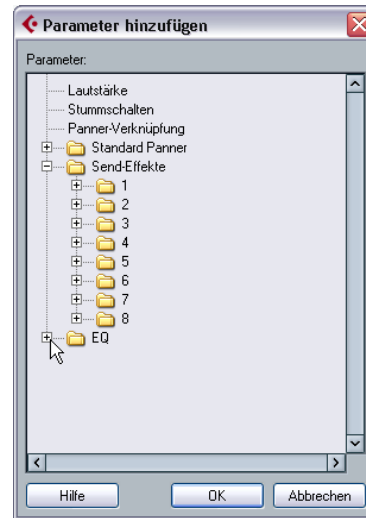 Parameter hinzufügen
Parameter:
Lautstärke
Stummschalten
Panner-Verknüpfung
Standard Panner
Send-Effekte
1
2
3
4
5
6
7
8
EQ
Hilfe
OK
Abbrechen